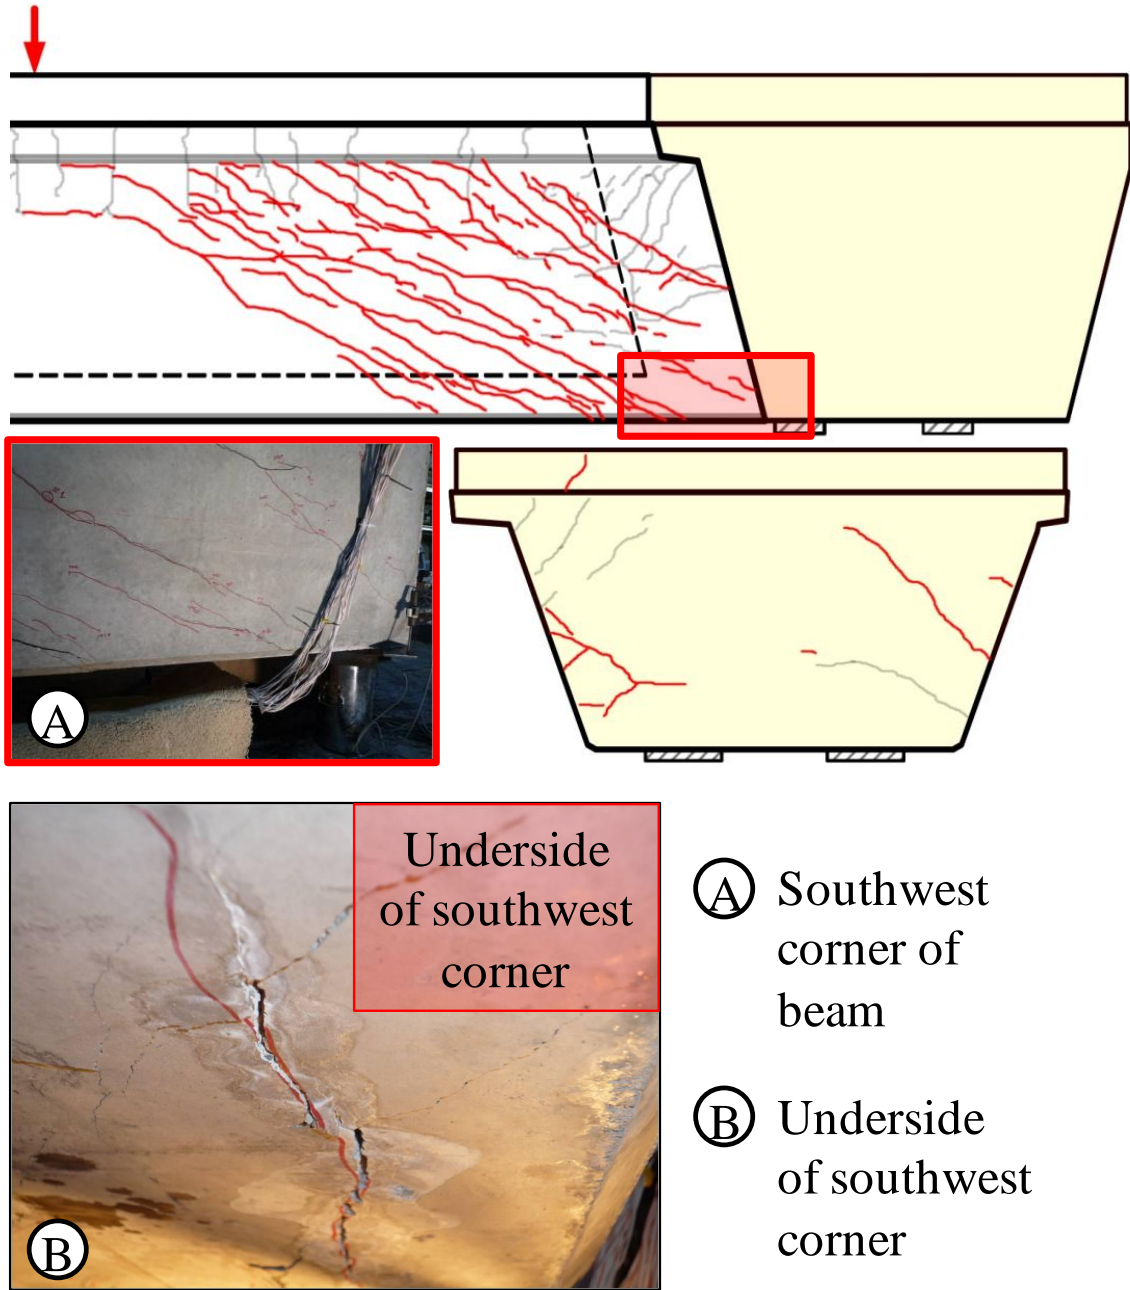 A
Underside
of southwest
corner
B
A Southwest
corner of
beam
B Underside
of southwest
corner